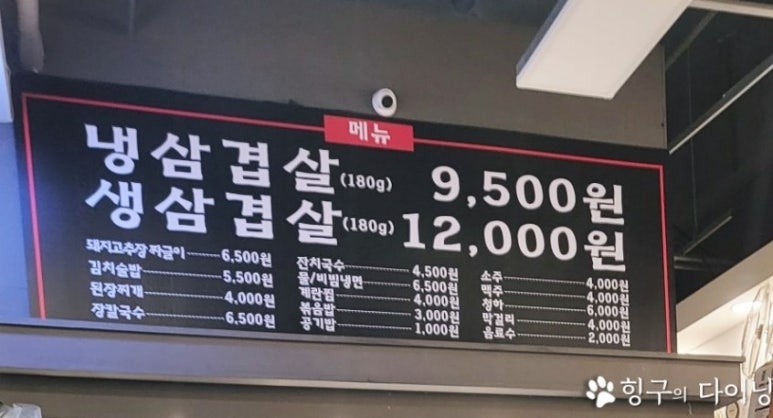 메뉴
냉삼겹살(180g) 9,500원
생삼겹살(180g) 12,000원
돼지고추장 짜글이 6,500원
김치술밥 5,500원
된장찌개 4,000원
장칼국수 6,500원
잔치국수 4,500원
물/비빔냉면 6,500원
계란찜 4,000원
볶음밥 3,000원
공기밥 1,000원
소주 4,000원
맥주 4,000원
청하 6,000원
막걸리 4,000원
음료수 2,000원
힝구의 다이닝